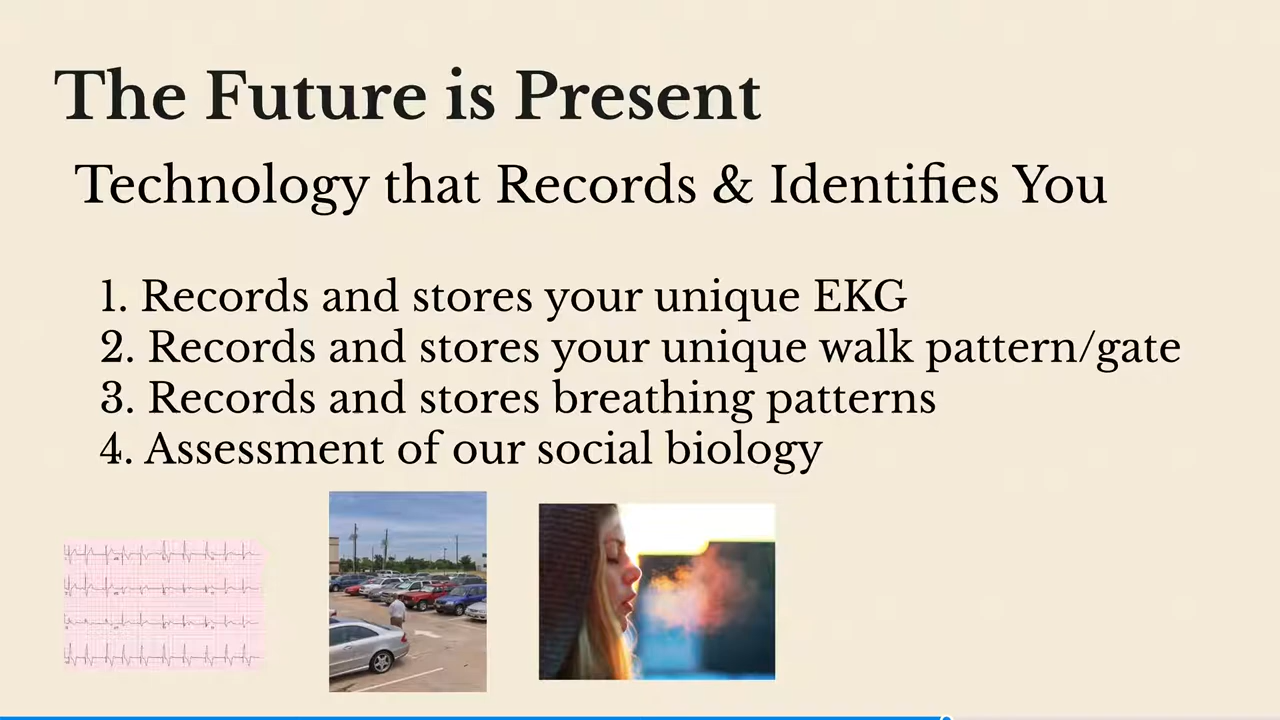 The Future is Present
Technology that Records & Identifies You
1. Records and stores your unique EKG
2. Records and stores your unique walk pattern/gate
3. Records and stores breathing patterns
4. Assessment of our social biology